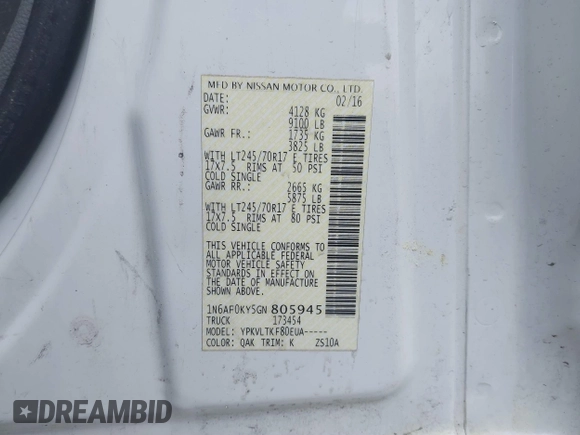 MFD BY NISSAN MOTOR CO., LTD.
DATE: 02/16
GVWR: 4128 KG
9100 LB
GAWR FR.: 1735 KG
3825 LB
WITH LT245/70R17 E TIRES
17X7.5 RIMS AT 50 PSI
COLD SINGLE
GAWR RR.: 2665 KG
5875 LB
WITH LT245/70R17 E TIRES
17X7.5 RIMS AT 80 PSI
COLD SINGLE
THIS VEHICLE CONFORMS TO
ALL APPLICABLE FEDERAL
MOTOR VEHICLE SAFETY
STANDARDS IN EFFECT ON
THE DATE OF MANUFACTURE
SHOWN ABOVE.
1N6AF0KY5GN 805945
TRUCK 173454
MODEL: YPKVLTKF80EUA-----
COLOR: QAK TRIM: K ZS10A
DREAMBID